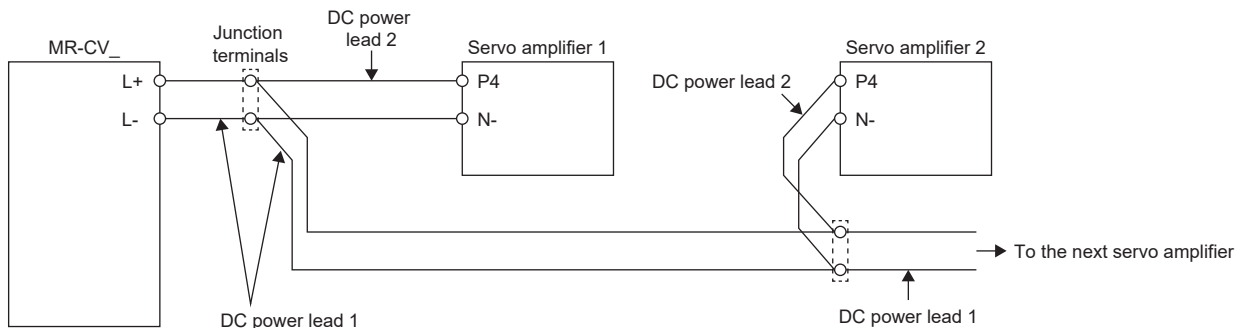 DC power
lead 2
Junction
terminals
MR-CV_
Servo amplifier 1
Servo amplifier 2
L+
P4
DC power lead 2
P4
L-
N-
N-
To the next servo amplifier
DC power lead 1
DC power lead 1